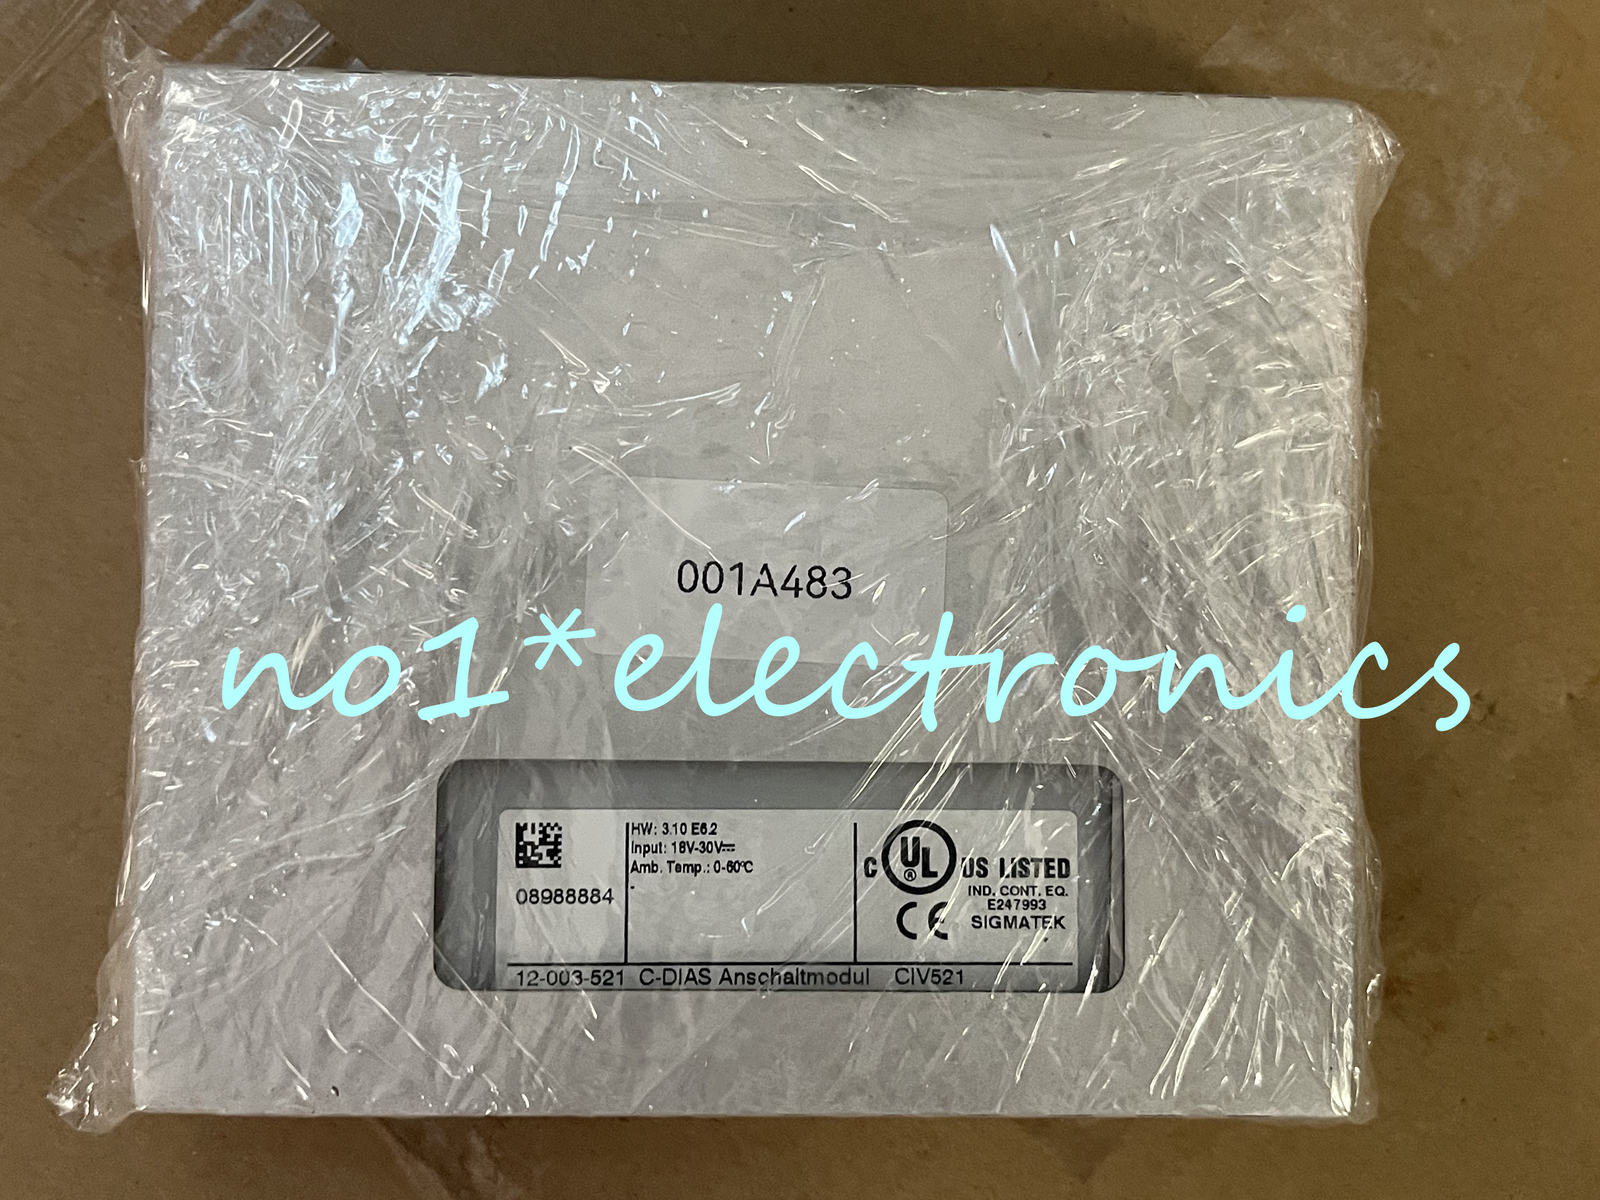 001A483
no1*electronics
08988884
HW: 3.10 E6.2
Input: 18V-30V⎓
Amb. Temp.: 0-60°C
-
C UL ® US LISTED
IND. CONT. EQ.
E247993
CE SIGMATEK
12-003-521 C-DIAS Anschaltmodul CIV521